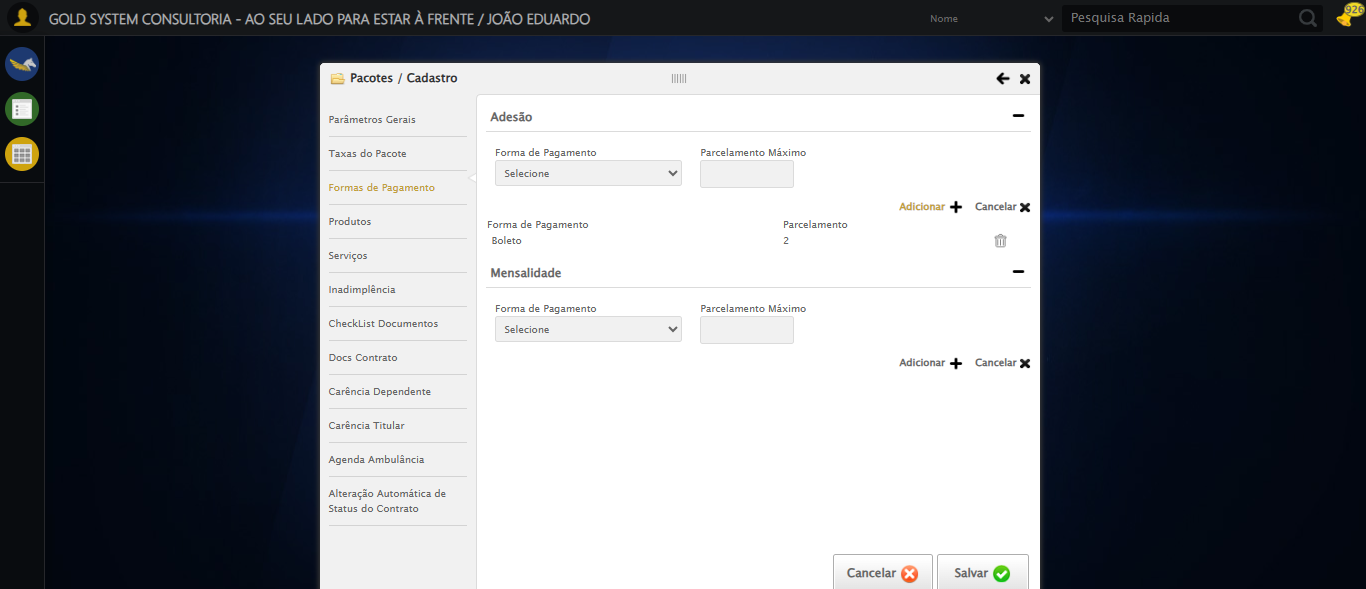 GOLD SYSTEM CONSULTORIA - AO SEU LADO PARA ESTAR À FRENTE / JOÃO EDUARDO
Nome
Pesquisa Rapida
926
Pacotes / Cadastro
Parâmetros Gerais
Taxas do Pacote
Formas de Pagamento
Produtos
Serviços
Inadimplência
CheckList Documentos
Docs Contrato
Carência Dependente
Carência Titular
Agenda Ambulância
Alteração Automática de
Status do Contrato
Adesão
Forma de Pagamento Parcelamento Máximo
Selecione
Adicionar Cancelar
Forma de Pagamento Parcelamento
Boleto 2
Mensalidade
Forma de Pagamento Parcelamento Máximo
Selecione
Adicionar Cancelar
Cancelar Salvar